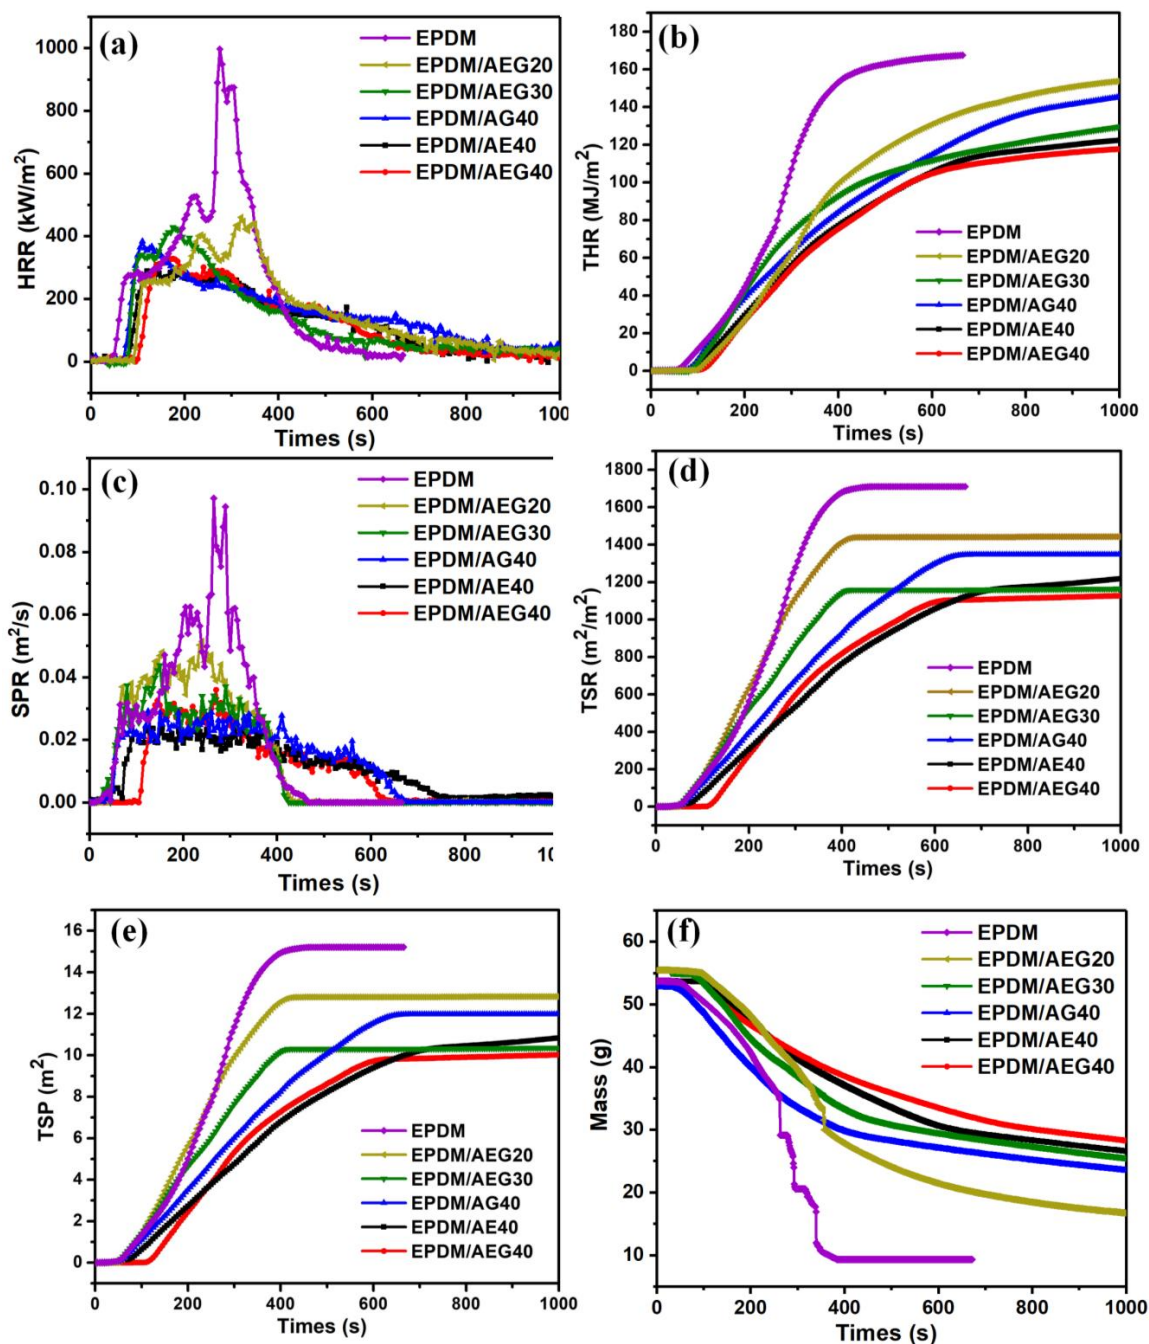 (a)
EPDM
EPDM/AEG20
EPDM/AEG30
EPDM/AG40
EPDM/AE40
EPDM/AEG40
HRR (kW/m²)
1000
800
600
400
200
0
0 200 400 600 800 1000
Times (s)
(b)
EPDM
EPDM/AEG20
EPDM/AEG30
EPDM/AG40
EPDM/AE40
EPDM/AEG40
THR (MJ/m²)
180
160
140
120
100
80
60
40
20
0
0 200 400 600 800 1000
Times (s)
(c)
EPDM
EPDM/AEG20
EPDM/AEG30
EPDM/AG40
EPDM/AE40
EPDM/AEG40
SPR (m²/s)
0.10
0.08
0.06
0.04
0.02
0.00
0 200 400 600 800 10
Times (s)
(d)
EPDM
EPDM/AEG20
EPDM/AEG30
EPDM/AG40
EPDM/AE40
EPDM/AEG40
TSR (m²/m²)
1800
1600
1400
1200
1000
800
600
400
200
0
0 200 400 600 800 1000
Times (s)
(e)
EPDM
EPDM/AEG20
EPDM/AEG30
EPDM/AG40
EPDM/AE40
EPDM/AEG40
TSP (m²)
16
14
12
10
8
6
4
2
0
0 200 400 600 800 1000
Times (s)
(f)
EPDM
EPDM/AEG20
EPDM/AEG30
EPDM/AG40
EPDM/AE40
EPDM/AEG40
Mass (g)
60
50
40
30
20
10
0 200 400 600 800 1000
Times (s)